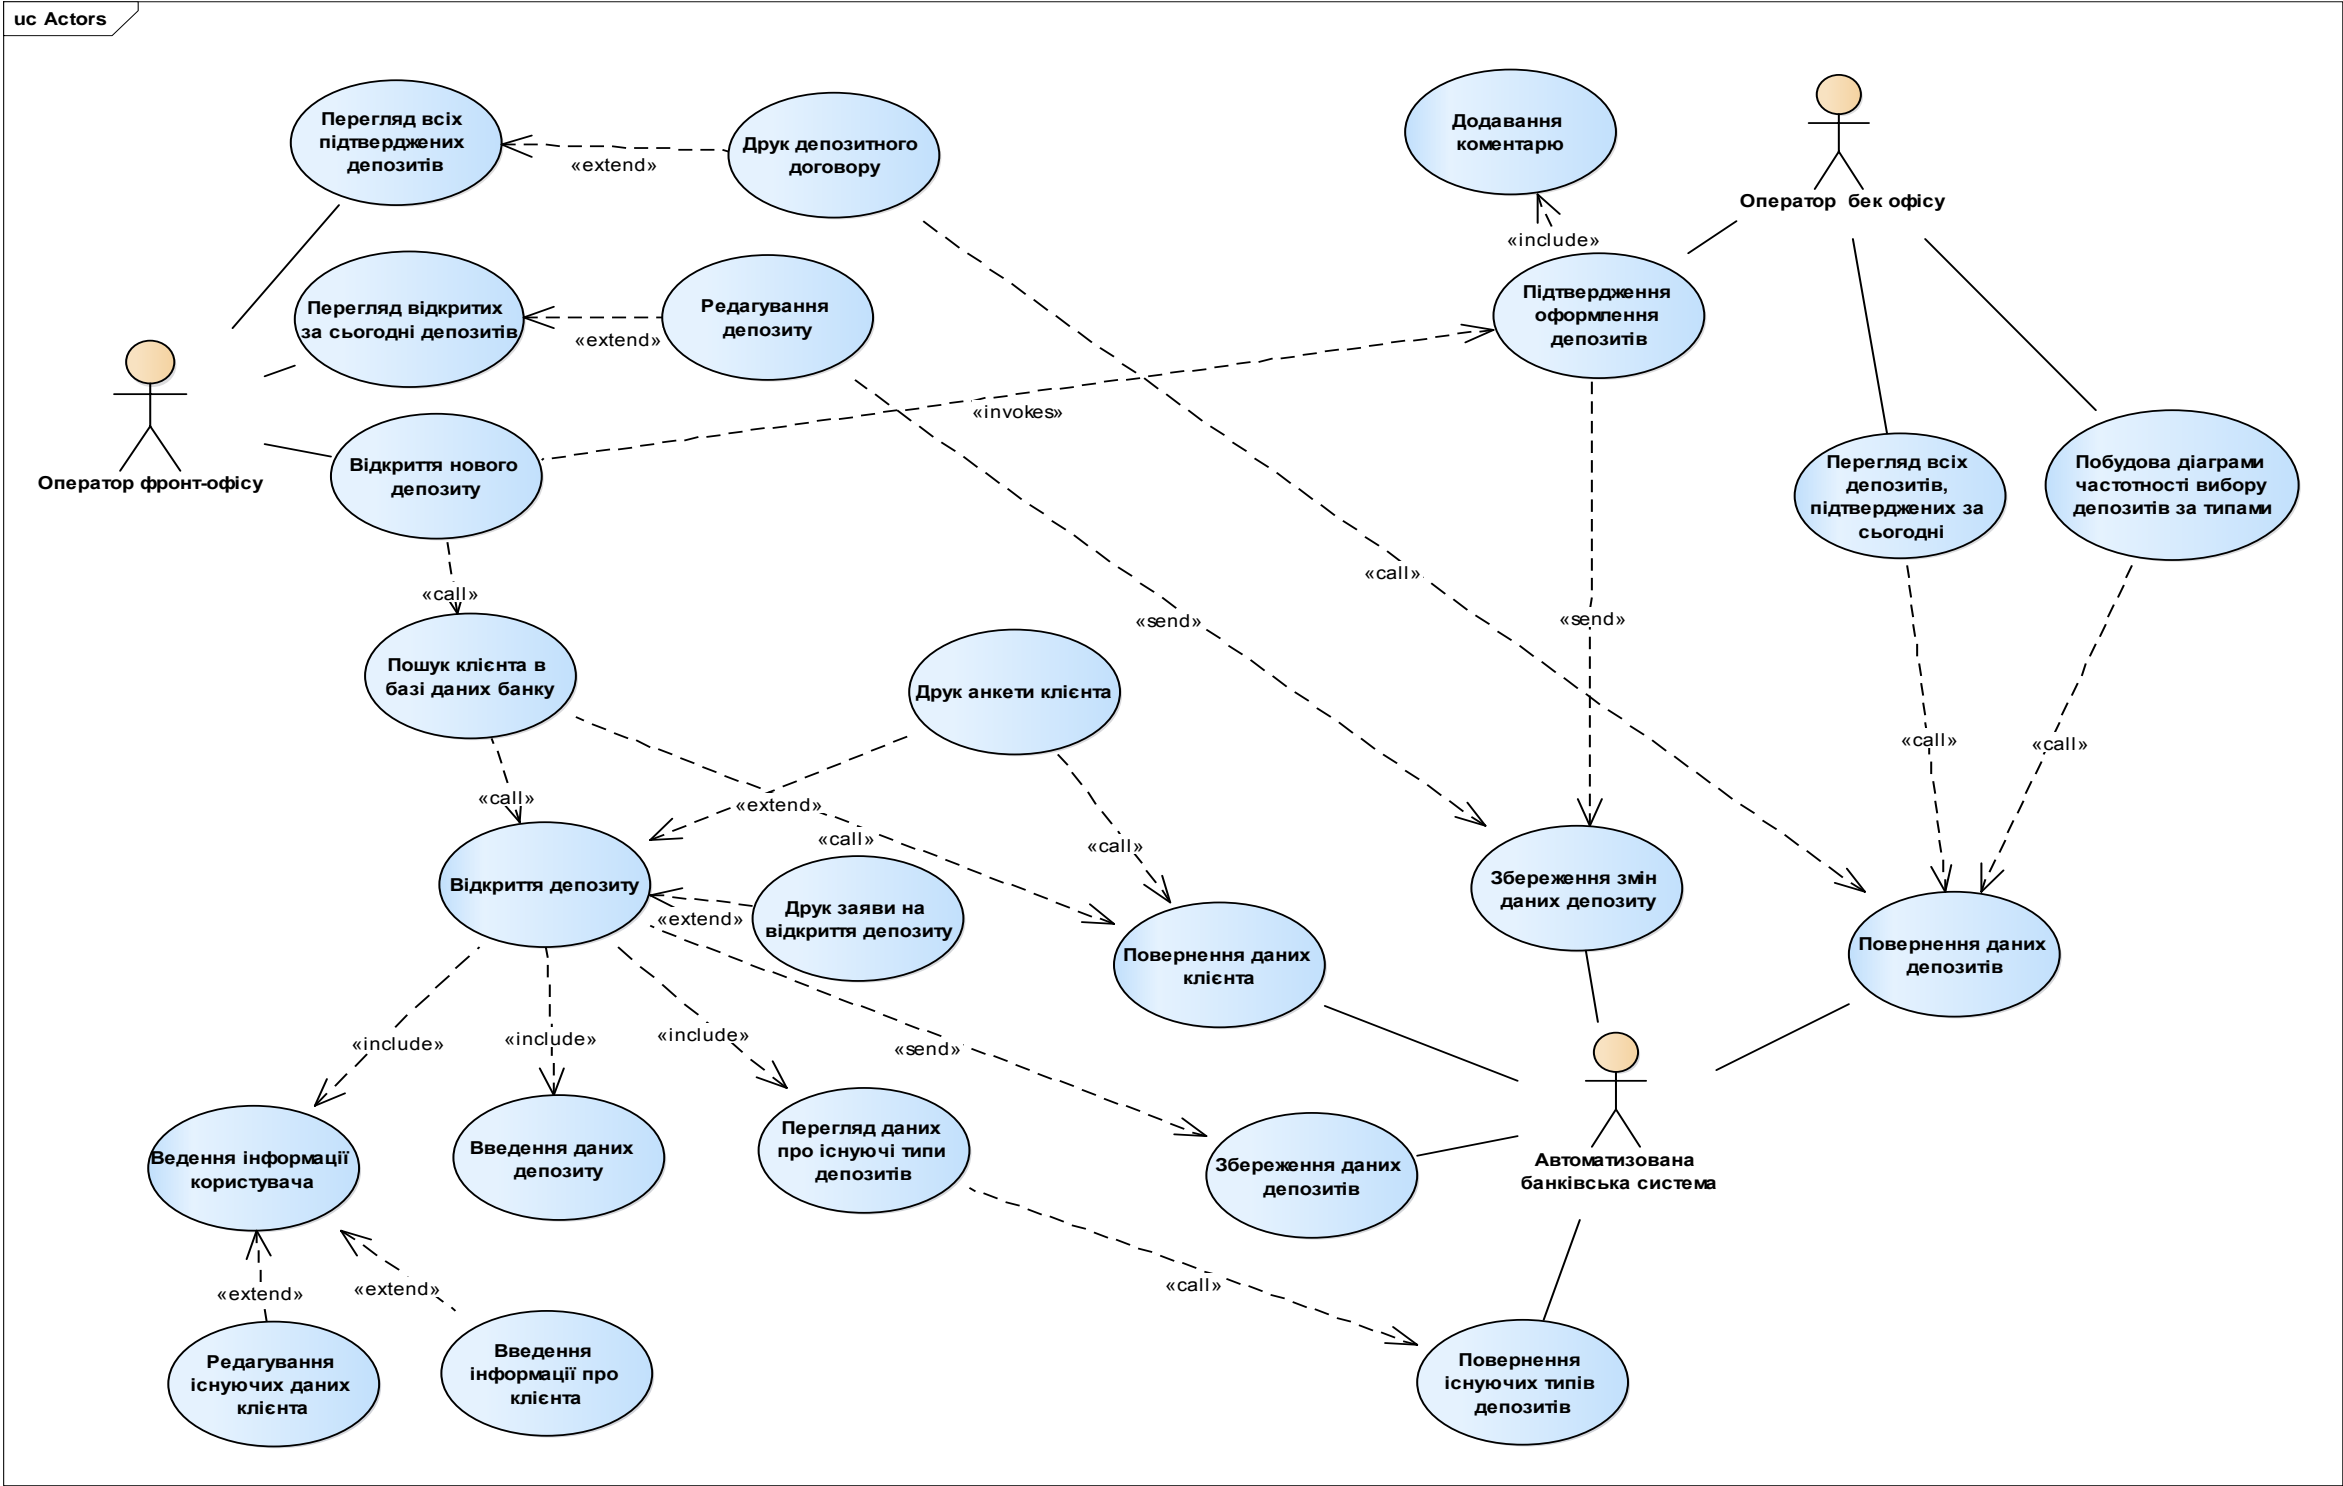 uc Actors
Перегляд всіх
підтверджених
депозитів
«extend»
Друк депозитного
договору
Додавання
коментарю
Оператор бек офісу
«include»
Перегляд відкритих
за сьогодні депозитів
«extend»
Редагування
депозиту
Підтвердження
оформлення
депозитів
Оператор фронт-офісу
Відкриття нового
депозиту
«invokes»
Перегляд всіх
депозитів,
підтверджених за
сьогодні
Побудова діаграми
частотності вибору
депозитів за типами
«call»
«call»
«send»
«send»
Пошук клієнта в
базі даних банку
Друк анкети клієнта
«call»
«call»
«call»
«extend»
«call»
«call»
Відкриття депозиту
«extend»
Друк заяви на
відкриття депозиту
Збереження змін
даних депозиту
Повернення даних
клієнта
Повернення даних
депозитів
«include»
«include»
«include»
«send»
Ведення інформації
користувача
Введення даних
депозиту
Перегляд даних
про існуючі типи
депозитів
Збереження даних
депозитів
Автоматизована
банківська система
«extend»
«extend»
«call»
Редагування
існуючих даних
клієнта
Введення
інформації про
клієнта
Повернення
існуючих типів
депозитів